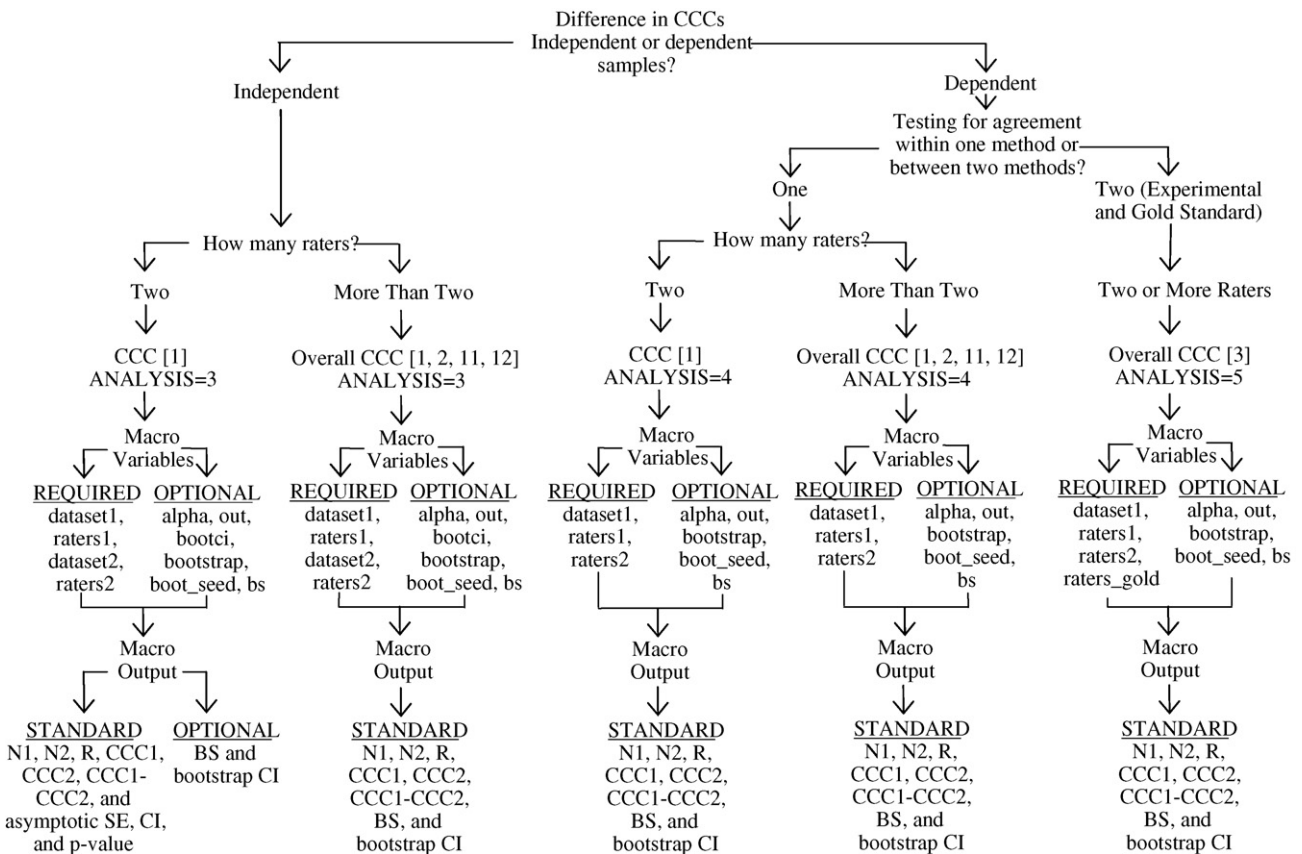 Difference in CCCs
Independent or dependent
samples?
Independent
Dependent
Testing for agreement
within one method or
between two methods?
One
Two (Experimental
and Gold Standard)
How many raters?
How many raters?
Two
More Than Two
Two
More Than Two
Two or More Raters
CCC [1]
ANALYSIS=3
Overall CCC [1, 2, 11, 12]
ANALYSIS=3
CCC [1]
ANALYSIS=4
Overall CCC [1, 2, 11, 12]
ANALYSIS=4
Overall CCC [3]
ANALYSIS=5
Macro
Variables
Macro
Variables
Macro
Variables
Macro
Variables
Macro
Variables
REQUIRED
dataset1,
raters1,
dataset2,
raters2
OPTIONAL
alpha, out,
bootci,
bootstrap,
boot_seed, bs
REQUIRED
dataset1,
raters1,
dataset2,
raters2
OPTIONAL
alpha, out,
bootci,
bootstrap,
boot_seed, bs
REQUIRED
dataset1,
raters1,
raters2
OPTIONAL
alpha, out,
bootstrap,
boot_seed,
bs
REQUIRED
dataset1,
raters1,
raters2
OPTIONAL
alpha, out,
bootstrap,
boot_seed,
bs
REQUIRED
dataset1,
raters1,
raters2,
raters_gold
OPTIONAL
alpha, out,
bootstrap,
boot_seed, bs
Macro
Output
Macro
Output
Macro
Output
Macro
Output
Macro
Output
STANDARD
N1, N2, R, CCC1,
CCC2, CCC1-
CCC2, and
asymptotic SE, CI,
and p-value
OPTIONAL
BS and
bootstrap CI
STANDARD
N1, N2, R,
CCC1, CCC2,
CCC1-CCC2,
BS, and
bootstrap CI
STANDARD
N1, N2, R,
CCC1, CCC2,
CCC1-CCC2,
BS, and
bootstrap CI
STANDARD
N1, N2, R,
CCC1, CCC2,
CCC1-CCC2,
BS, and
bootstrap CI
STANDARD
N1, N2, R,
CCC1, CCC2,
CCC1-CCC2,
BS, and
bootstrap CI